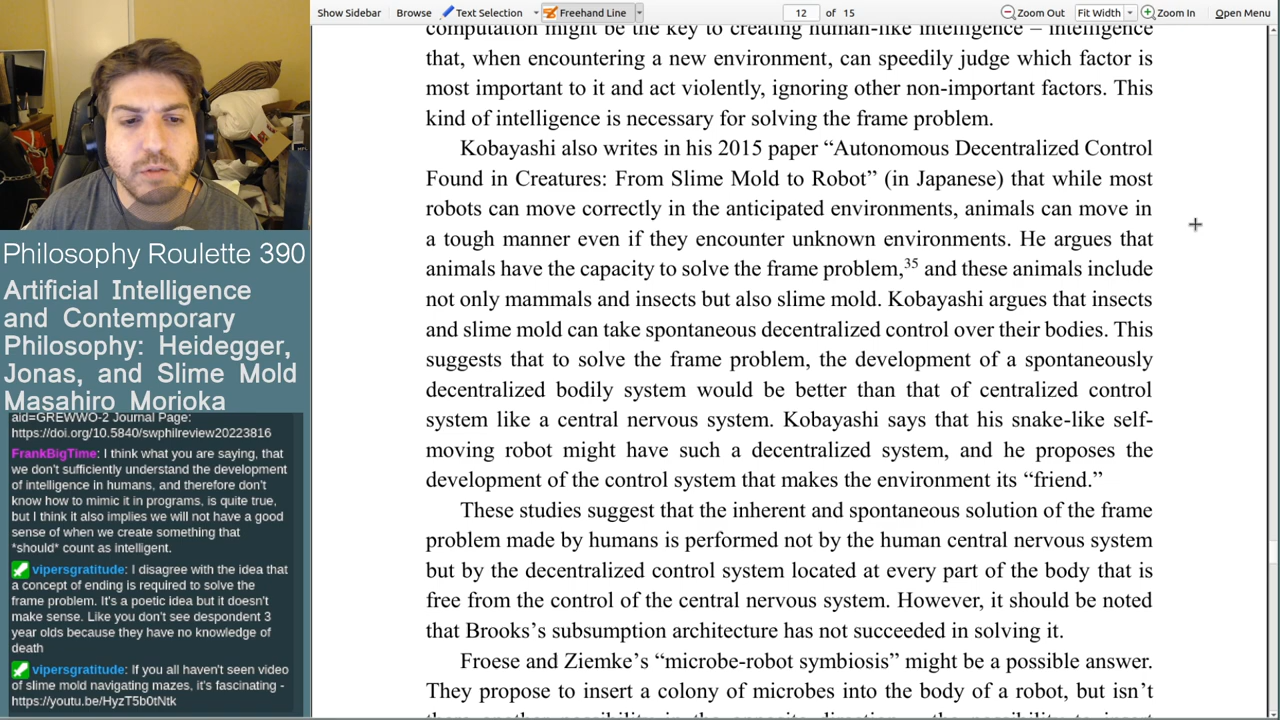 Show Sidebar Browse Text Selection Freehand Line 12 of 15 Zoom Out Fit Width Zoom In Open Menu
computation might be the key to creating human-like intelligence – intelligence
that, when encountering a new environment, can speedily judge which factor is
most important to it and act violently, ignoring other non-important factors. This
kind of intelligence is necessary for solving the frame problem.
Kobayashi also writes in his 2015 paper “Autonomous Decentralized Control
Found in Creatures: From Slime Mold to Robot” (in Japanese) that while most
robots can move correctly in the anticipated environments, animals can move in
a tough manner even if they encounter unknown environments. He argues that
animals have the capacity to solve the frame problem,35 and these animals include
not only mammals and insects but also slime mold. Kobayashi argues that insects
and slime mold can take spontaneous decentralized control over their bodies. This
suggests that to solve the frame problem, the development of a spontaneously
decentralized bodily system would be better than that of centralized control
system like a central nervous system. Kobayashi says that his snake-like self-
moving robot might have such a decentralized system, and he proposes the
development of the control system that makes the environment its “friend.”
These studies suggest that the inherent and spontaneous solution of the frame
problem made by humans is performed not by the human central nervous system
but by the decentralized control system located at every part of the body that is
free from the control of the central nervous system. However, it should be noted
that Brooks’s subsumption architecture has not succeeded in solving it.
Froese and Ziemke’s “microbe-robot symbiosis” might be a possible answer.
They propose to insert a colony of microbes into the body of a robot, but isn’t
Philosophy Roulette 390
Artificial Intelligence
and Contemporary
Philosophy: Heidegger,
Jonas, and Slime Mold
Masahiro Morioka
aid=GREWWO-2 Journal Page:
https://doi.org/10.5840/swphilreview20223816
FrankBigTime: I think what you are saying, that
we don't sufficiently understand the development
of intelligence in humans, and therefore don't
know how to mimic it in programs, is quite true,
but I think it also implies we will not have a good
sense of when we create something that
*should* count as intelligent.
vipersgratitude: I disagree with the idea that
a concept of ending is required to solve the
frame problem. It's a poetic idea but it doesn't
make sense. Like you don't see despondent 3
year olds because they have no knowledge of
death
vipersgratitude: If you all haven't seen video
of slime mold navigating mazes, it's fascinating -
https://youtu.be/HyzT5b0tNtk